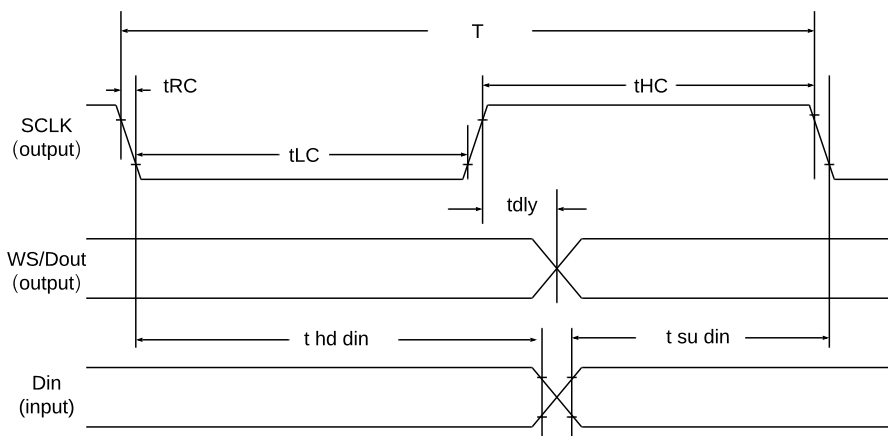 T
tRC
tHC
SCLK
（output）
tLC
tdly
WS/Dout
（output）
t hd din
t su din
Din
(input)